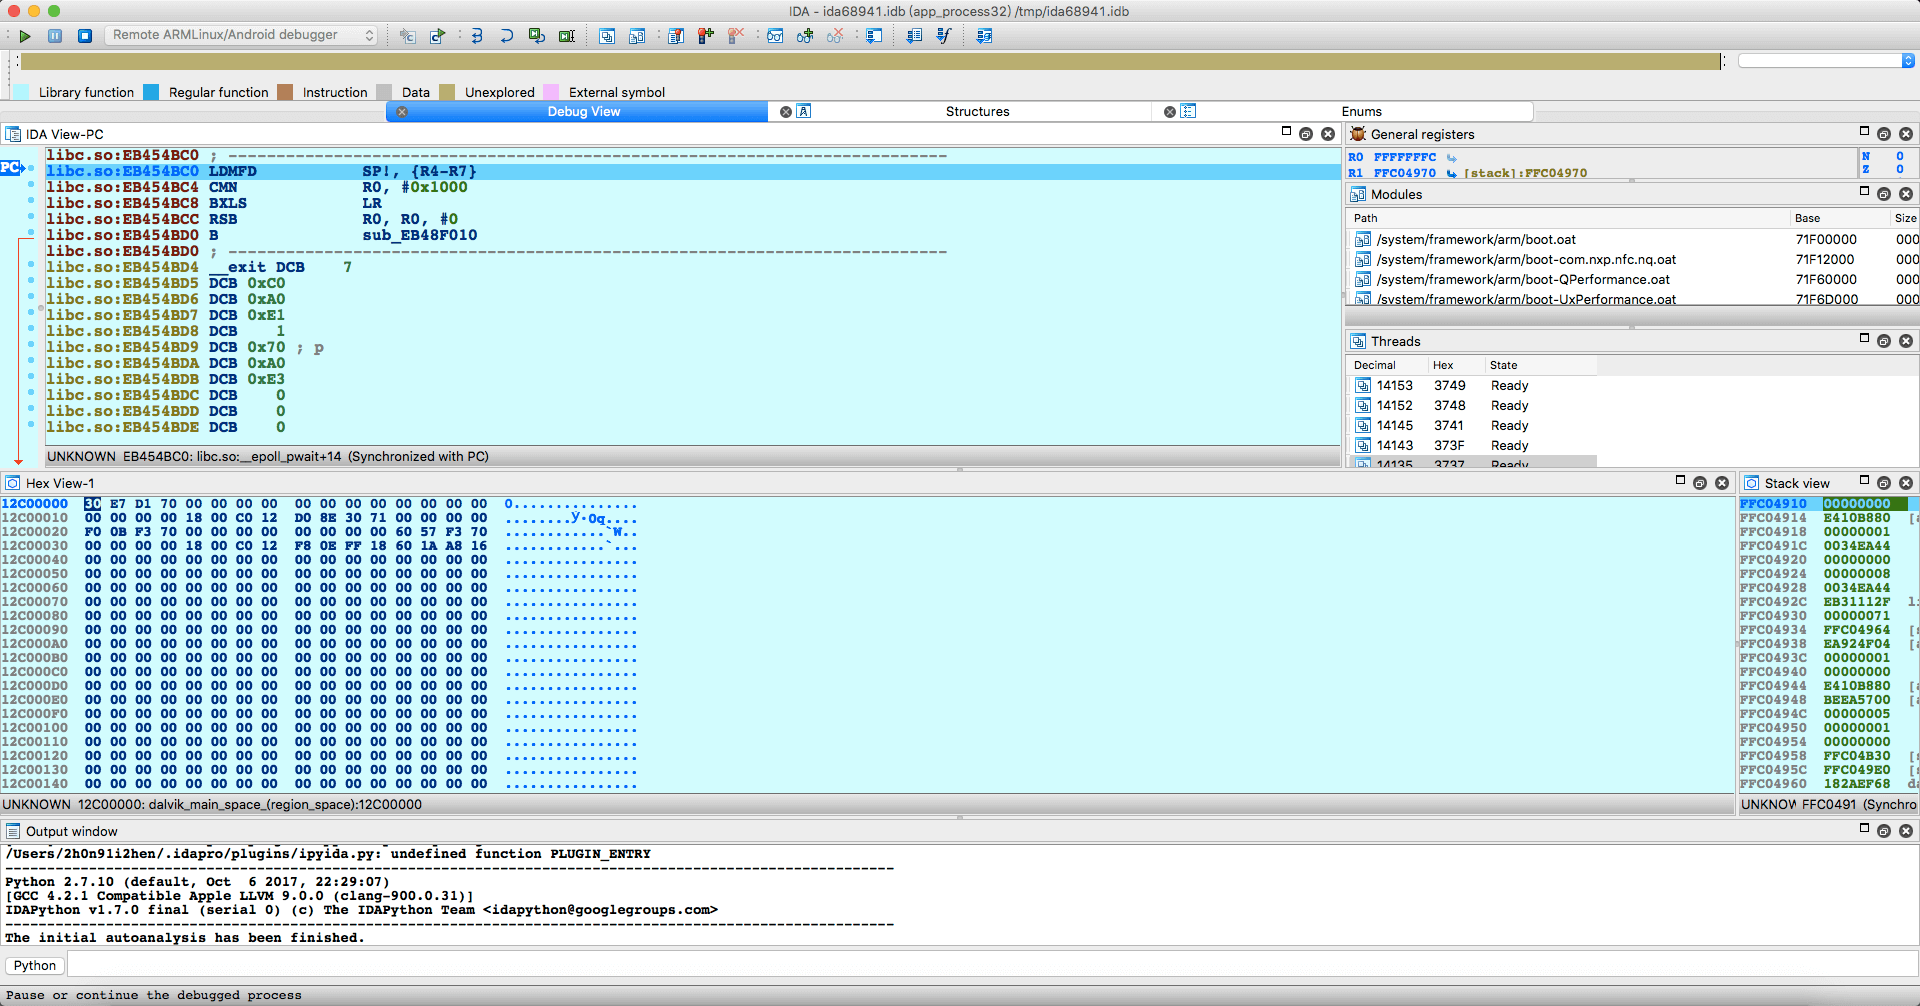 IDA - ida68941.idb (app_process32) /tmp/ida68941.idb
Remote ARMLinux/Android debugger
Library function Regular function Instruction Data Unexplored External symbol
Debug View Structures Enums
IDA View-PC
PC
libc.so:EB454BC0 ; ---------------------------------------------------------------------------
libc.so:EB454BC0 LDMFD SP!, {R4-R7}
libc.so:EB454BC4 CMN R0, #0x1000
libc.so:EB454BC8 BXLS LR
libc.so:EB454BCC RSB R0, R0, #0
libc.so:EB454BD0 B sub_EB48F010
libc.so:EB454BD0 ; ---------------------------------------------------------------------------
libc.so:EB454BD4 __exit DCB 7
libc.so:EB454BD5 DCB 0xC0
libc.so:EB454BD6 DCB 0xA0
libc.so:EB454BD7 DCB 0xE1
libc.so:EB454BD8 DCB 1
libc.so:EB454BD9 DCB 0x70 ; p
libc.so:EB454BDA DCB 0xA0
libc.so:EB454BDB DCB 0xE3
libc.so:EB454BDC DCB 0
libc.so:EB454BDD DCB 0
libc.so:EB454BDE DCB 0
UNKNOWN EB454BC0: libc.so:__epoll_pwait+14 (Synchronized with PC)
General registers
R0 FFFFFFFC
R1 FFC04970 [stack]:FFC04970
N 0
Z 0
Modules
Path Base Size
/system/framework/arm/boot.oat 71F00000 000
/system/framework/arm/boot-com.nxp.nfc.nq.oat 71F12000 000
/system/framework/arm/boot-QPerformance.oat 71F60000 000
/system/framework/arm/boot-UxPerformance.oat 71F6D000 000
Threads
Decimal Hex State
14153 3749 Ready
14152 3748 Ready
14145 3741 Ready
14143 373F Ready
14135 3737 Ready
Hex View-1
12C00000 30 E7 D1 70 00 00 00 00 00 00 00 00 00 00 00 00 0...............
12C00010 00 00 00 00 18 00 C0 12 D0 8E 30 71 00 00 00 00
12C00020 F0 0B F3 70 00 00 00 00 00 00 00 00 60 57 F3 70
12C00030 00 00 00 00 18 00 C0 12 F8 0E FF 18 60 1A A8 16
12C00040 00 00 00 00 00 00 00 00 00 00 00 00 00 00 00 00 ................
12C00050 00 00 00 00 00 00 00 00 00 00 00 00 00 00 00 00 ................
12C00060 00 00 00 00 00 00 00 00 00 00 00 00 00 00 00 00 ................
12C00070 00 00 00 00 00 00 00 00 00 00 00 00 00 00 00 00 ................
12C00080 00 00 00 00 00 00 00 00 00 00 00 00 00 00 00 00 ................
12C00090 00 00 00 00 00 00 00 00 00 00 00 00 00 00 00 00 ................
12C000A0 00 00 00 00 00 00 00 00 00 00 00 00 00 00 00 00 ................
12C000B0 00 00 00 00 00 00 00 00 00 00 00 00 00 00 00 00 ................
12C000C0 00 00 00 00 00 00 00 00 00 00 00 00 00 00 00 00 ................
12C000D0 00 00 00 00 00 00 00 00 00 00 00 00 00 00 00 00 ................
12C000E0 00 00 00 00 00 00 00 00 00 00 00 00 00 00 00 00 ................
12C000F0 00 00 00 00 00 00 00 00 00 00 00 00 00 00 00 00 ................
12C00100 00 00 00 00 00 00 00 00 00 00 00 00 00 00 00 00 ................
12C00110 00 00 00 00 00 00 00 00 00 00 00 00 00 00 00 00 ................
12C00120 00 00 00 00 00 00 00 00 00 00 00 00 00 00 00 00 ................
12C00130 00 00 00 00 00 00 00 00 00 00 00 00 00 00 00 00 ................
12C00140 00 00 00 00 00 00 00 00 00 00 00 00 00 00 00 00 ................
UNKNOWN 12C00000: dalvik_main_space_(region_space):12C00000
Stack view
FFC04910 00000000
FFC04914 E410B880 [a
FFC04918 00000001
FFC0491C 0034EA44
FFC04920 00000000
FFC04924 00000008
FFC04928 0034EA44
FFC0492C EB31112F li
FFC04930 00000071
FFC04934 FFC04964 [s
FFC04938 EA924F04 [a
FFC0493C 00000001
FFC04940 00000000
FFC04944 E410B880 [a
FFC04948 BEEA5700 [a
FFC0494C 00000005
FFC04950 00000001
FFC04954 00000000
FFC04958 FFC04B30 [s
FFC0495C FFC049E0 [s
FFC04960 182AEF68 da
UNKNOW FFC0491 (Synchro
Output window
/Users/2h0n91i2hen/.idapro/plugins/ipyida.py: undefined function PLUGIN_ENTRY
Python 2.7.10 (default, Oct 6 2017, 22:29:07)
[GCC 4.2.1 Compatible Apple LLVM 9.0.0 (clang-900.0.31)]
IDAPython v1.7.0 final (serial 0) (c) The IDAPython Team <idapython@googlegroups.com>
The initial autoanalysis has been finished.
Python
Pause or continue the debugged process